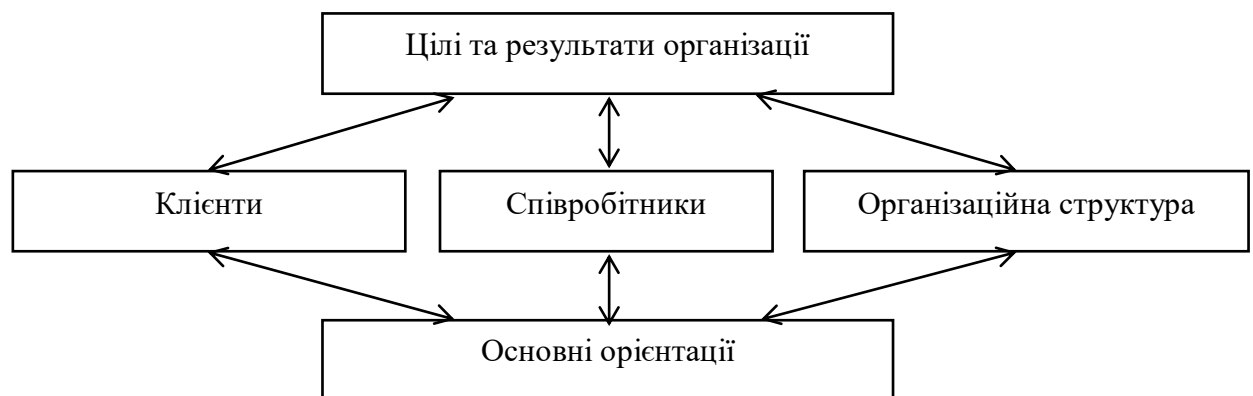 Цілі та результати організації
Клієнти
Співробітники
Організаційна структура
Основні орієнтації